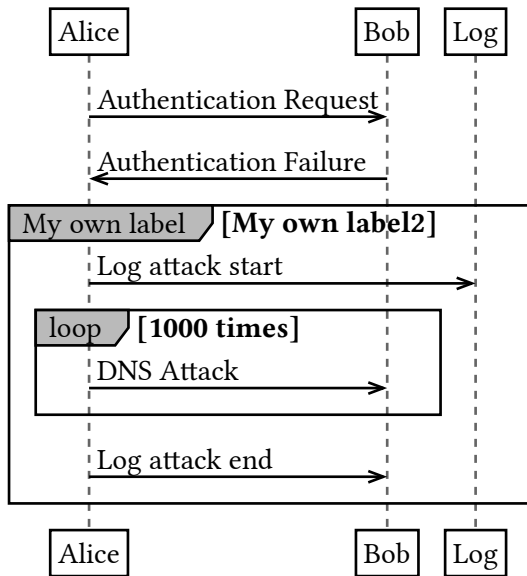 Alice Bob Log
Authentication Request
Authentication Failure
My own label [My own label2]
Log attack start
loop [1000 times]
DNS Attack
Log attack end
Alice Bob Log